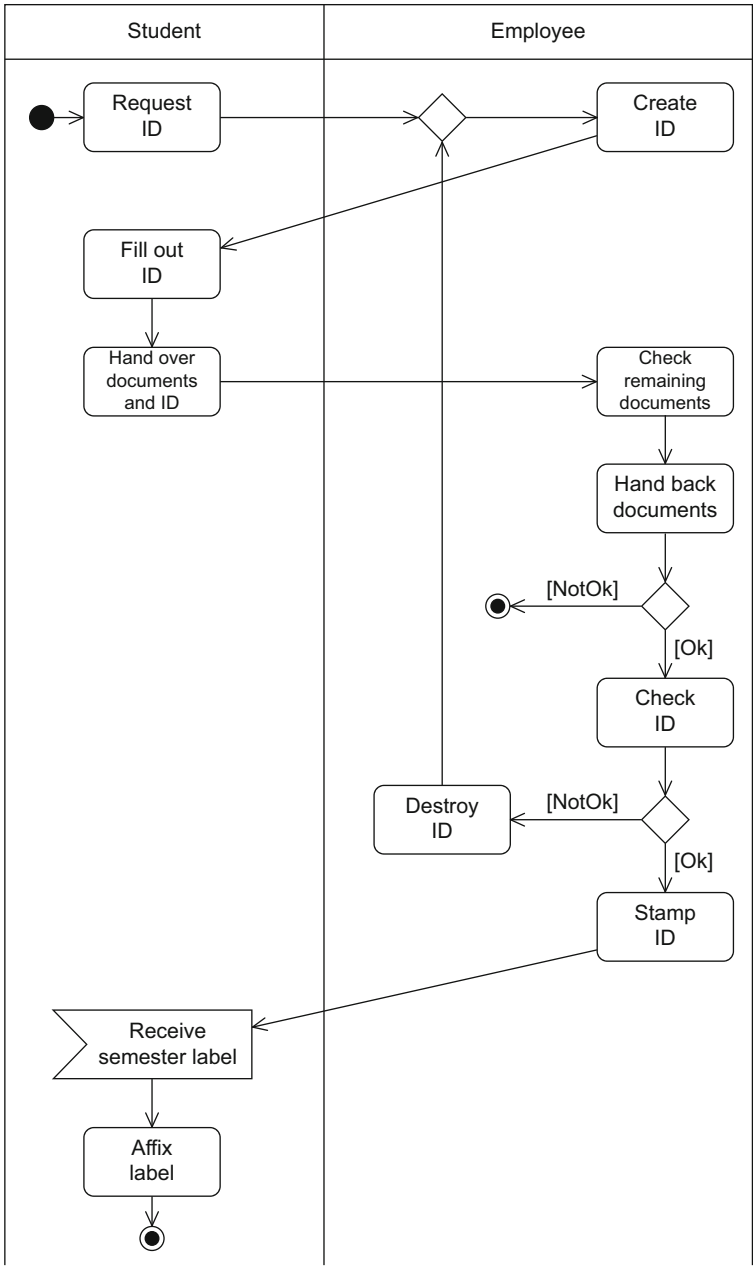 Student
Employee
Request
ID
Create
ID
Fill out
ID
Hand over
documents
and ID
Check
remaining
documents
Hand back
documents
[NotOk]
[Ok]
Check
ID
Destroy
ID
[NotOk]
[Ok]
Stamp
ID
Receive
semester label
Affix
label